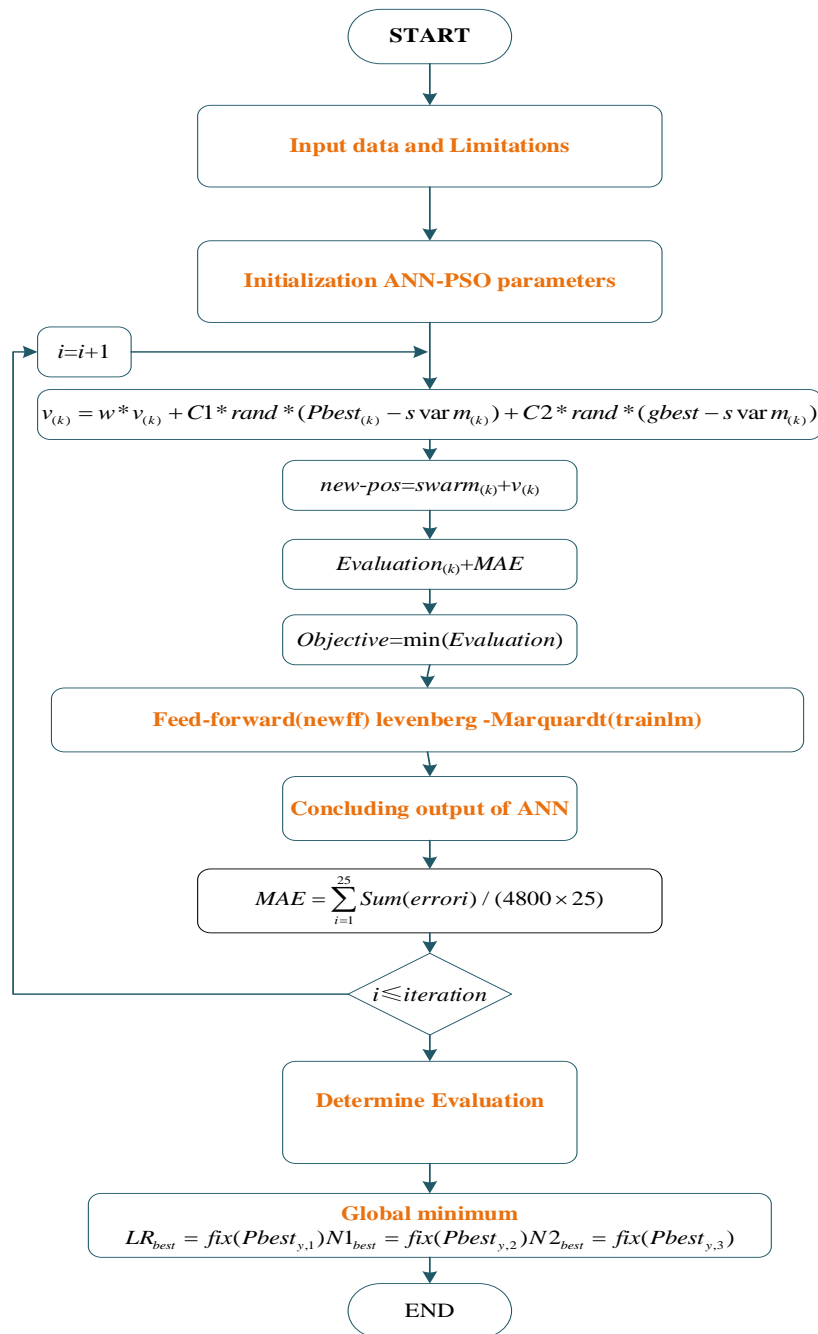 START
Input data and Limitations
Initialization ANN-PSO parameters
i=i+1
v(k) = w* v(k) + C1* rand *(Pbest(k) − s var m(k)) + C2* rand *(gbest − s var m(k))
new-pos=swarm(k)+v(k)
Evaluation(k)+MAE
Objective=min(Evaluation)
Feed-forward(newff) levenberg -Marquardt(trainlm)
Concluding output of ANN
MAE = ∑_{i=1}^{25} Sum(errori) / (4800 × 25)
i≤iteration
Determine Evaluation
Global minimum
LR_best = fix(Pbest_{y,1})N1_best = fix(Pbest_{y,2})N2_best = fix(Pbest_{y,3})
END